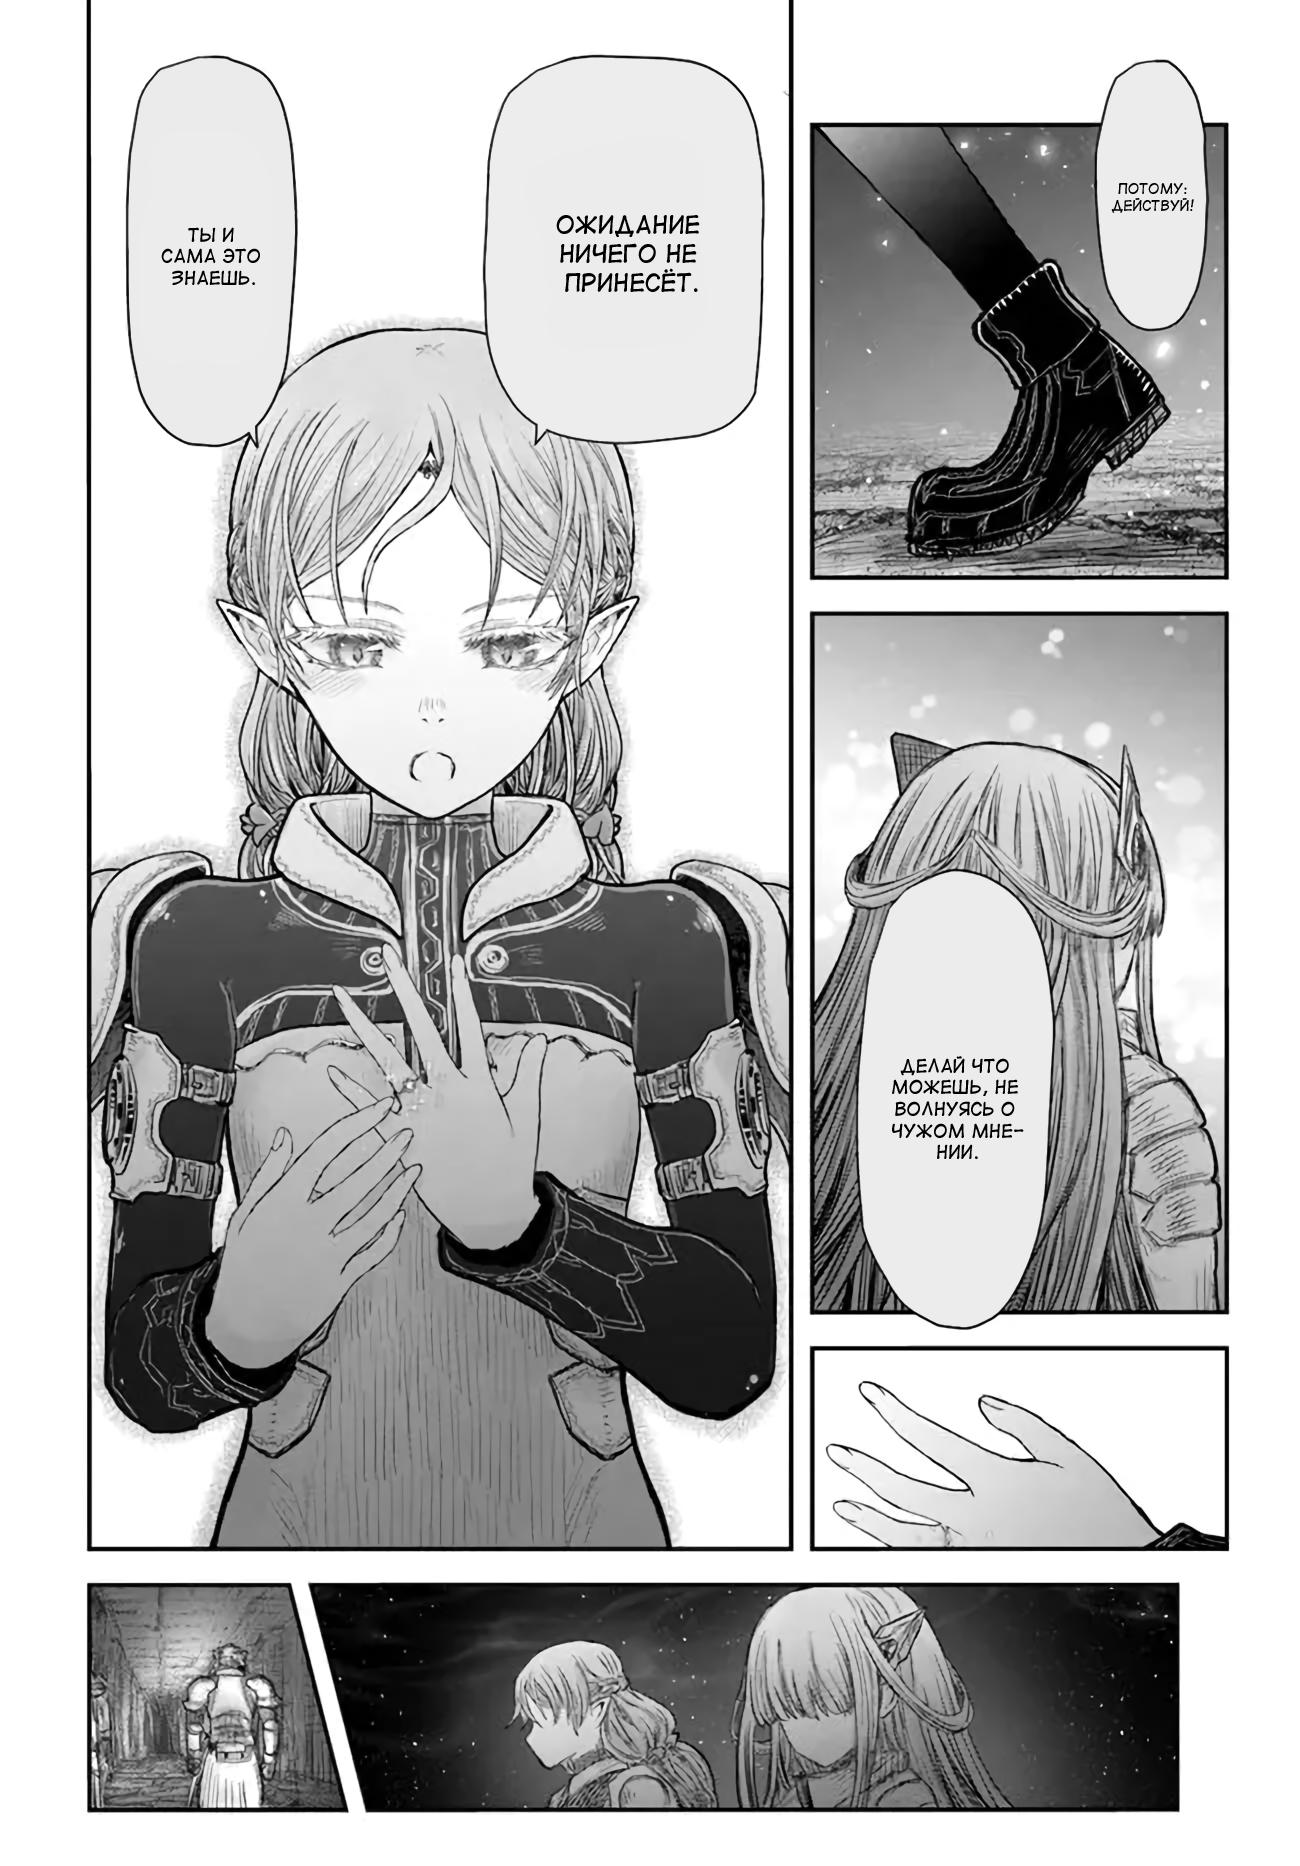 ПОТОМУ:
ДЕЙСТВУЙ!
ДЕЛАЙ ЧТО
МОЖЕШЬ, НЕ
ВОЛНУЯСЬ О
ЧУЖОМ МНЕ-
НИИ.
ОЖИДАНИЕ
НИЧЕГО НЕ
ПРИНЕСЁТ.
ТЫ И
САМА ЭТО
ЗНАЕШЬ.